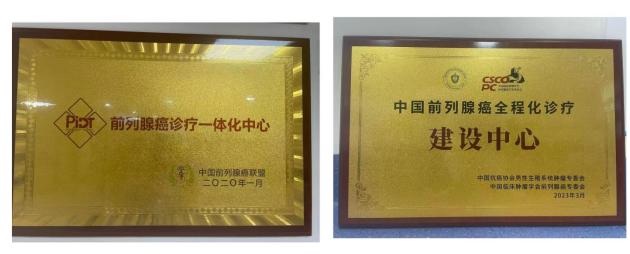 PIDT
前列腺癌诊疗一体化中心
中国前列腺癌联盟
二〇二〇年一月
CSCO
PC
中国前列腺癌全程化诊疗
建设中心
中国抗癌协会男性生殖系统肿瘤专委会
中国临床肿瘤学会前列腺癌专委会
2023年3月